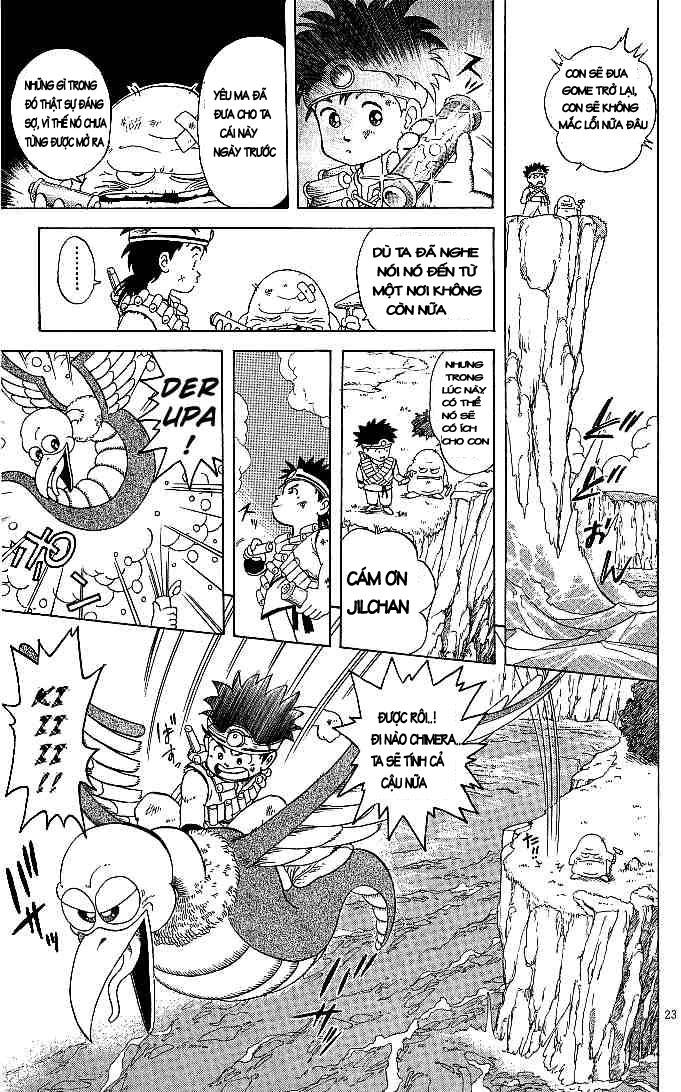 CON SẼ ĐƯA
GOME TRỞ LẠI,
CON SẼ KHÔNG
MẮC LỖI NỮA ĐÂU
YÊU MA ĐÃ
ĐƯA CHO TA
CÁI NÀY
NGÀY TRƯỚC
NHỮNG GÌ TRONG
ĐÓ THẬT SỰ ĐÁNG
SỢ, VÌ THẾ NÓ CHƯA
TỪNG ĐƯỢC MỞ RA
DÙ TA ĐÃ NGHE
NÓI NÓ ĐẾN TỪ
MỘT NƠI KHÔNG
CÒN NỮA
.........
NHƯNG
TRONG
LÚC NÀY
CÓ THỂ
NÓ SẼ
CÓ ÍCH
CHO CON
CÁM ƠN
JILCHAN
DER
UPA
!
ĐƯỢC RÔI..!
ĐI NÀO CHIMERA...
TA SẼ TÍNH CẢ
CẬU NỮA
KI
I I
I I
I!!
23